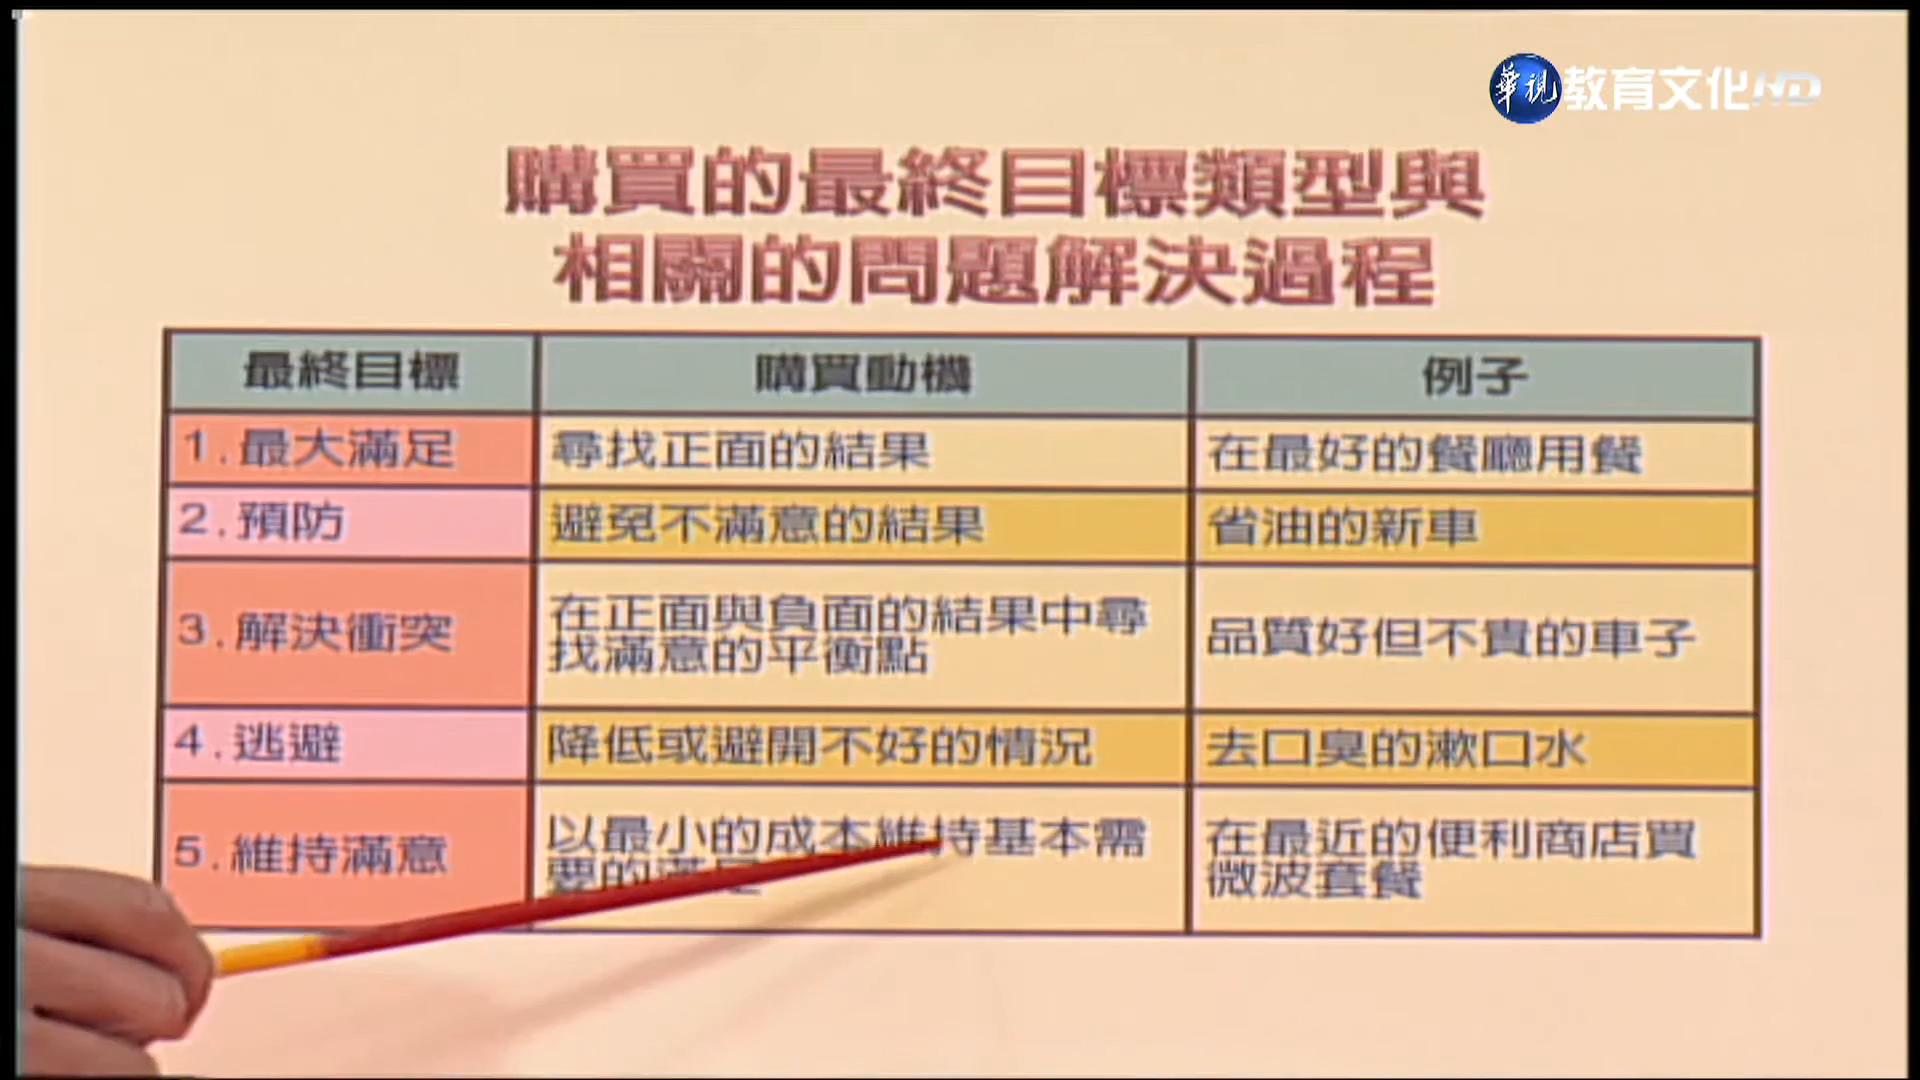 華視 教育文化HD
購買的最終目標類型與
相關的問題解決過程
最終目標 購買動機 例子
1.最大滿足 尋找正面的結果 在最好的餐廳用餐
2.預防 避免不滿意的結果 省油的新車
3.解決衝突 在正面與負面的結果中尋
找滿意的平衡點 品質好但不貴的車子
4.逃避 降低或避開不好的情況 去口臭的漱口水
5.維持滿意 以最小的成本維持基本需
要的滿足 在最近的便利商店買
微波套餐